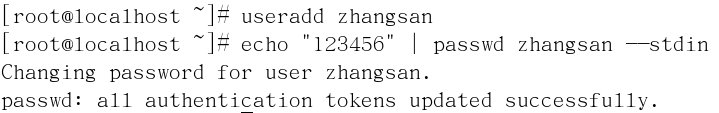 [root@localhost ~]# useradd zhangsan
[root@localhost ~]# echo "123456" | passwd zhangsan --stdin
Changing password for user zhangsan.
passwd: all authentication tokens updated successfully.